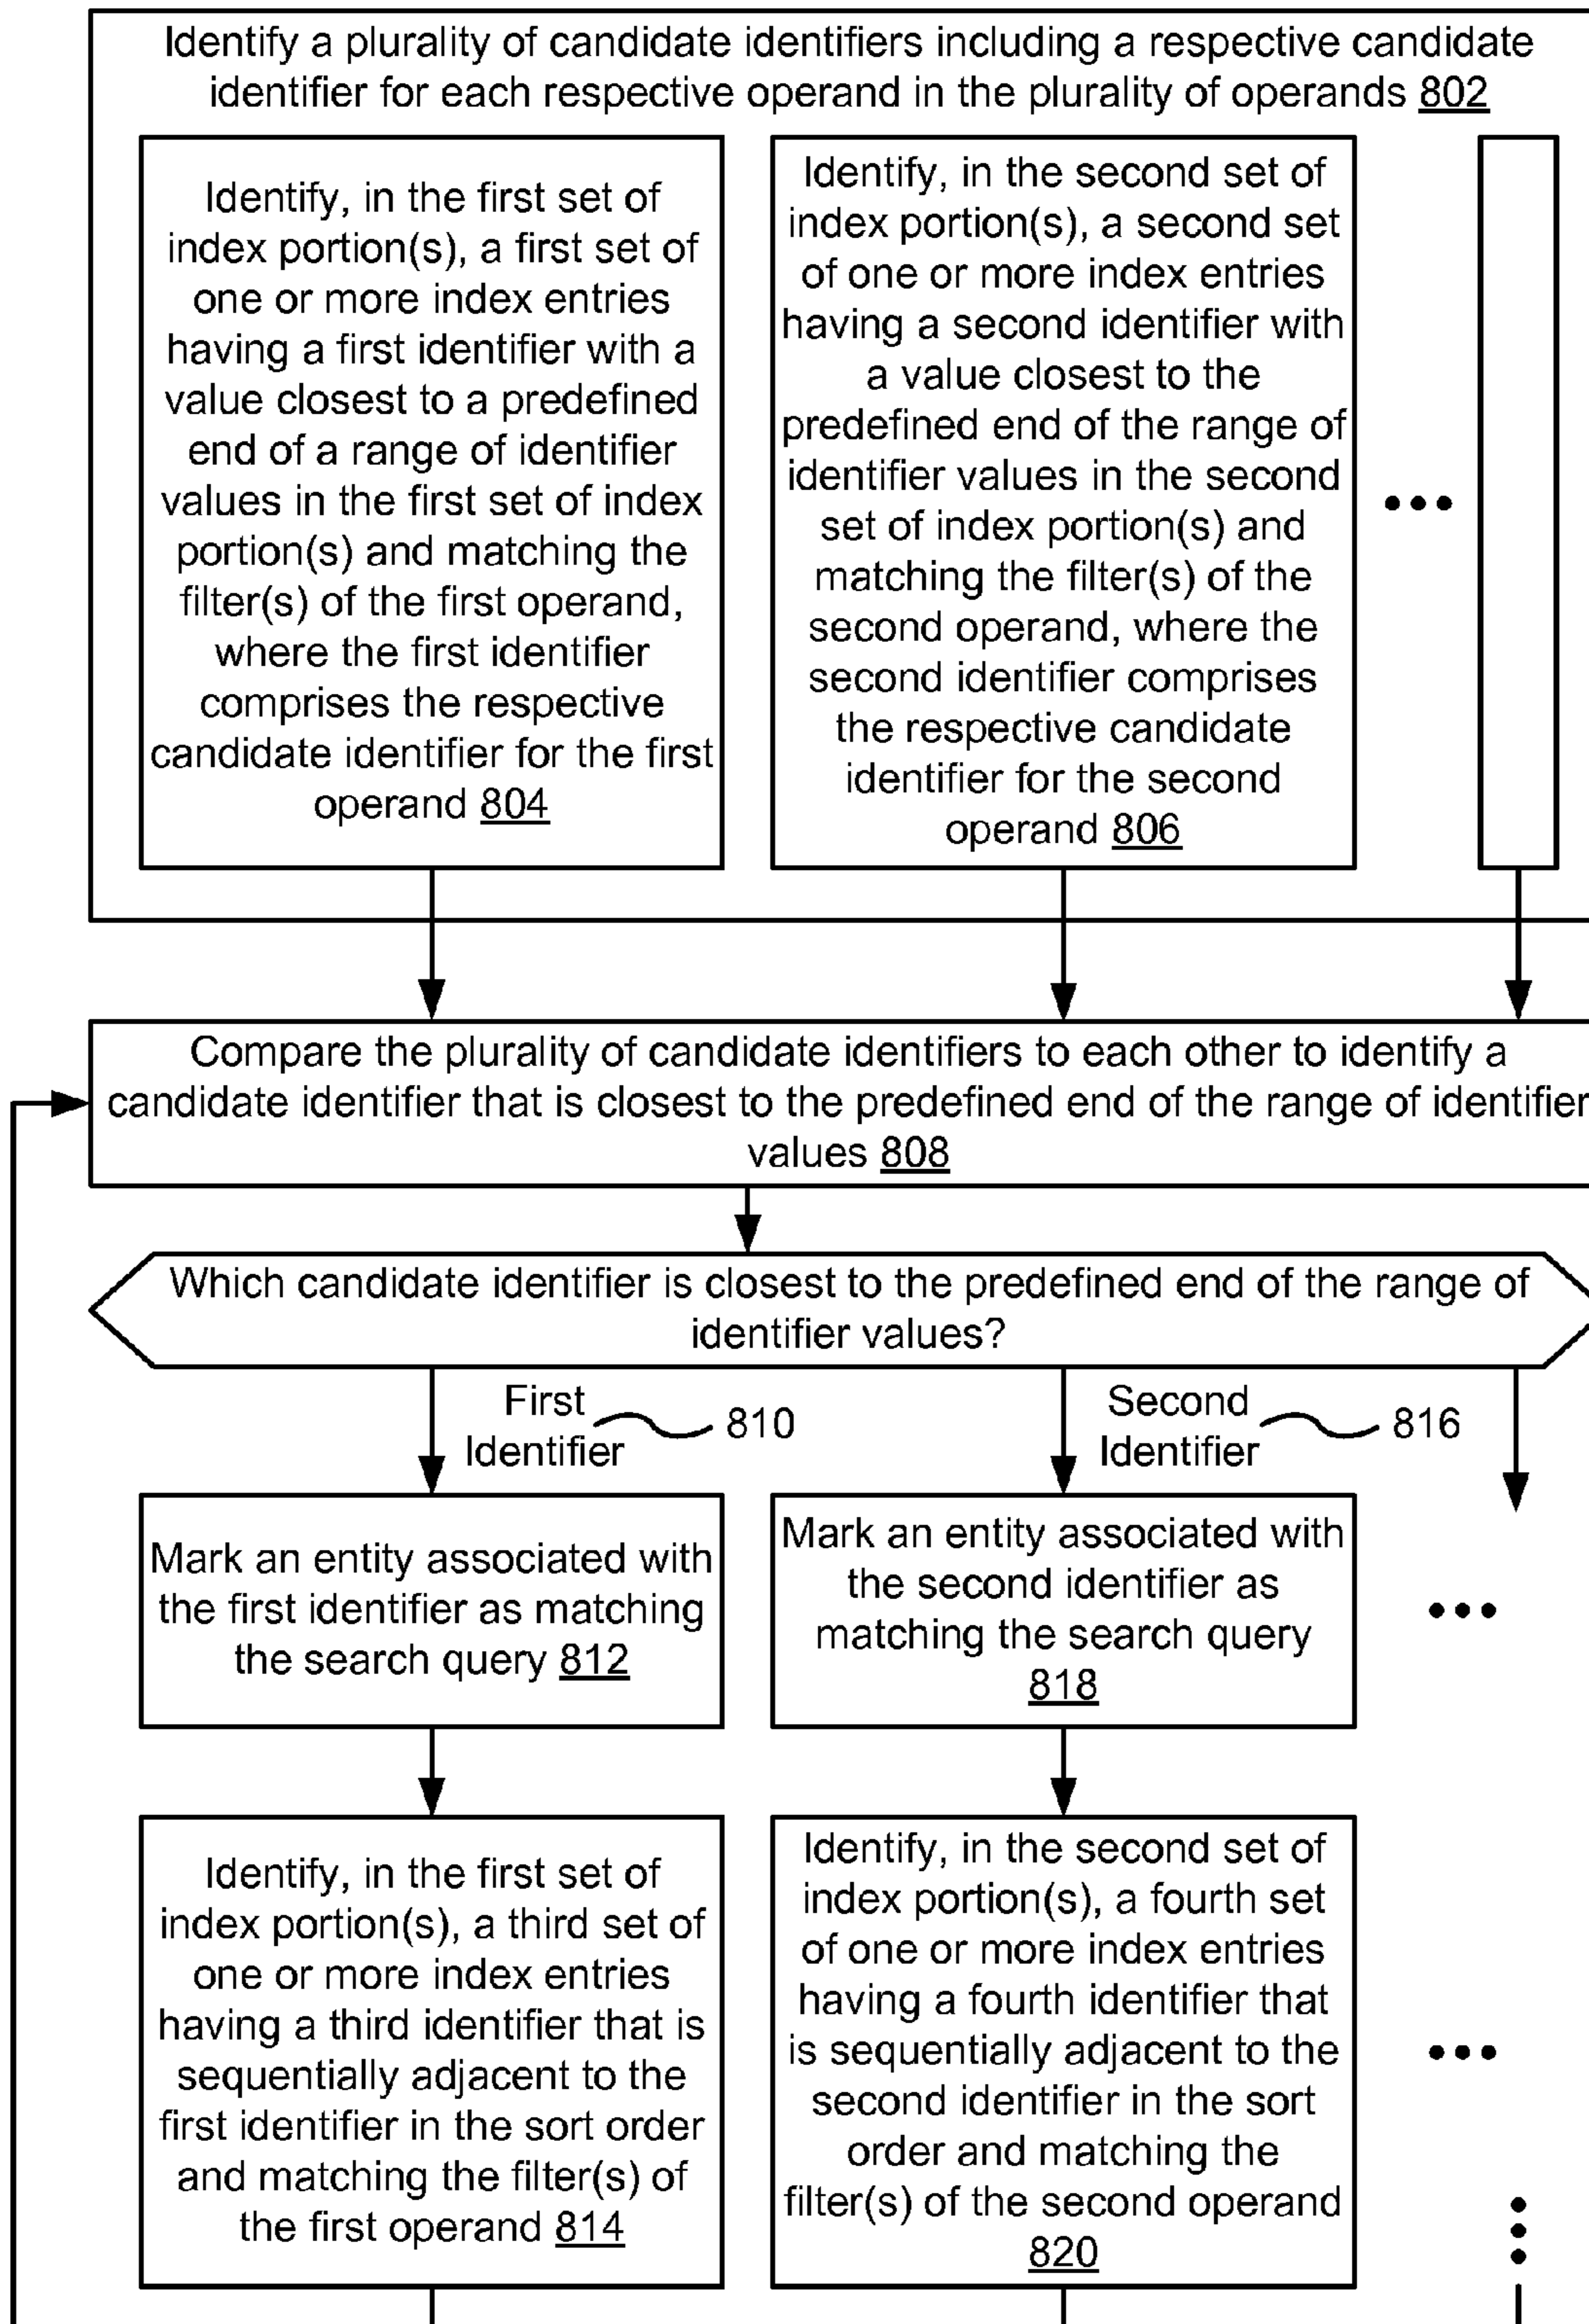 Identify a plurality of candidate identifiers including a respective candidate
identifier for each respective operand in the plurality of operands 802
Identify, in the first set of
index portion(s), a first set of
one or more index entries
having a first identifier with a
value closest to a predefined
end of a range of identifier
values in the first set of index
portion(s) and matching the
filter(s) of the first operand,
where the first identifier
comprises the respective
candidate identifier for the first
operand 804
Identify, in the second set of
index portion(s), a second set
of one or more index entries
having a second identifier with
a value closest to the
predefined end of the range of
identifier values in the second
set of index portion(s) and
matching the filter(s) of the
second operand, where the
second identifier comprises
the respective candidate
identifier for the second
operand 806
Compare the plurality of candidate identifiers to each other to identify a
candidate identifier that is closest to the predefined end of the range of identifier
values 808
Which candidate identifier is closest to the predefined end of the range of
identifier values?
First
Identifier
810
Second
Identifier
816
Mark an entity associated with
the first identifier as matching
the search query 812
Mark an entity associated with
the second identifier as
matching the search query
818
Identify, in the first set of
index portion(s), a third set of
one or more index entries
having a third identifier that is
sequentially adjacent to the
first identifier in the sort order
and matching the filter(s) of
the first operand 814
Identify, in the second set of
index portion(s), a fourth set
of one or more index entries
having a fourth identifier that
is sequentially adjacent to the
second identifier in the sort
order and matching the
filter(s) of the second operand
820